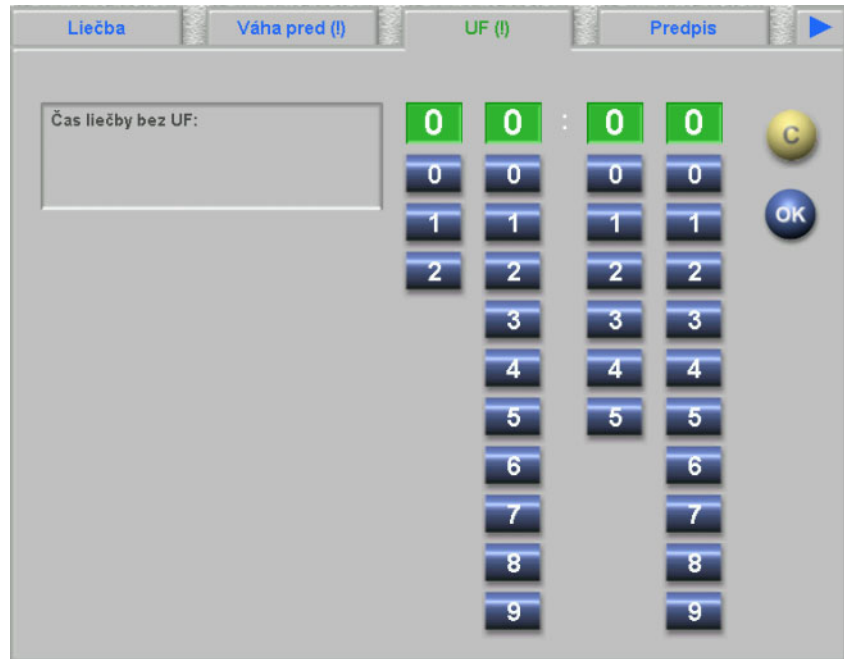 Liečba Váha pred (!) UF (!) Predpis
Čas liečby bez UF:
0 0 : 0 0
C
0 0 0 0
1 1 1 1
OK
2 2 2 2
3 3 3
4 4 4
5 5 5
6 6
7 7
8 8
9 9